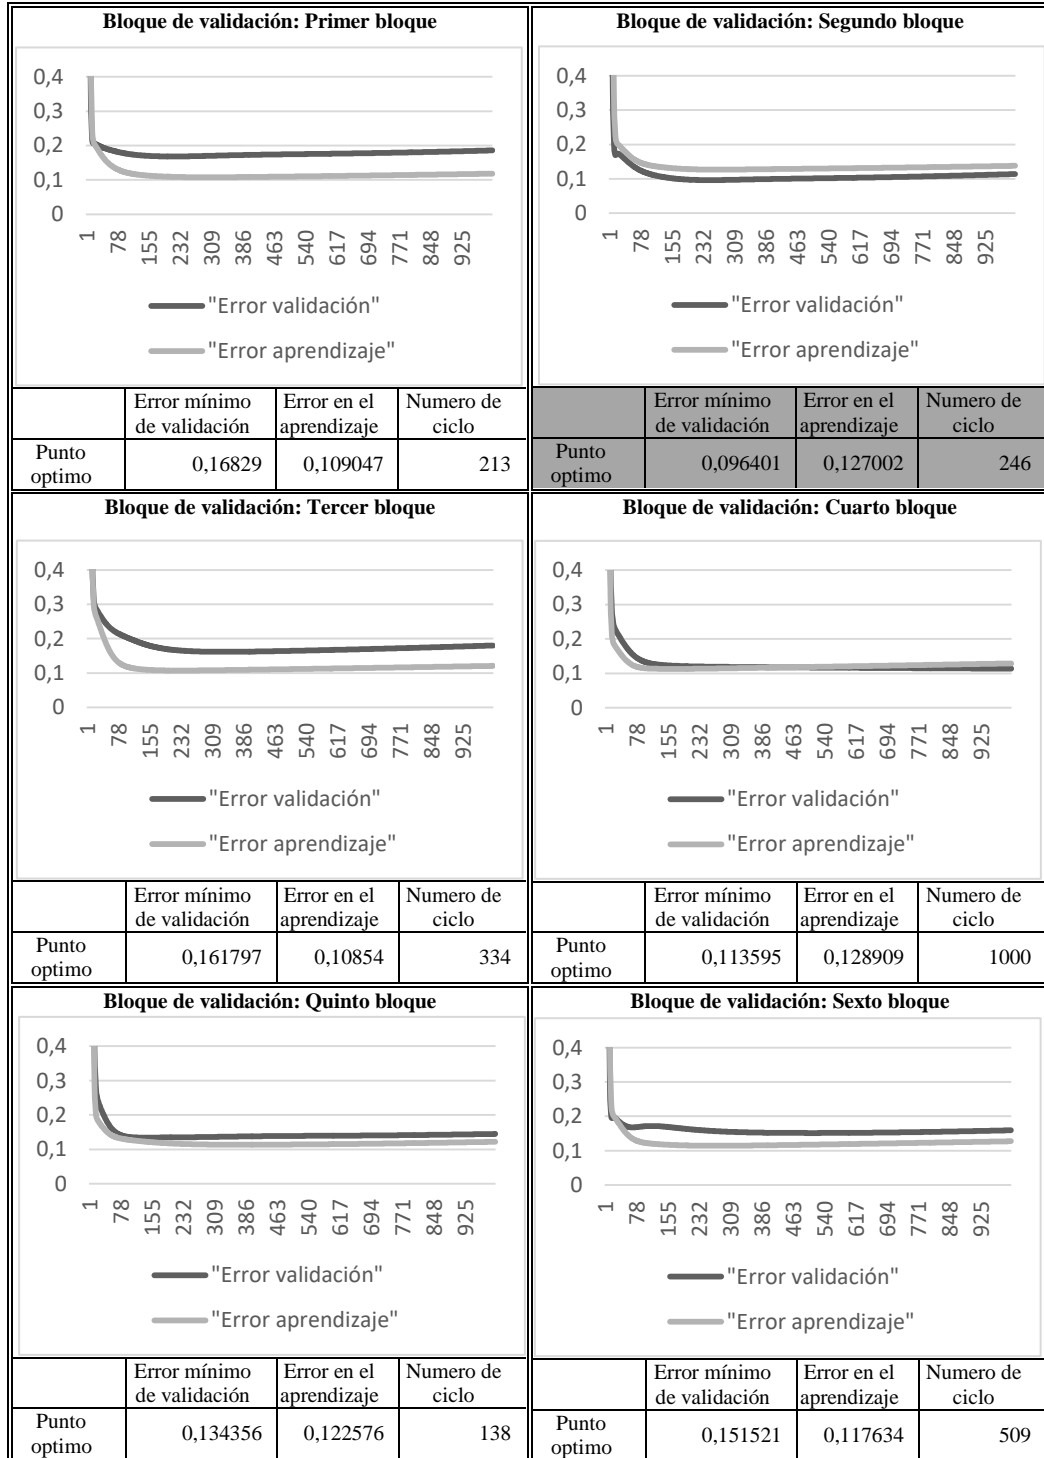 Bloque de validación: Primer bloque
0,4
0,3
0,2
0,1
0
1 78 155 232 309 386 463 540 617 694 771 848 925
"Error validación"
"Error aprendizaje"
Error mínimo de validación Error en el aprendizaje Numero de ciclo
Punto optimo 0,16829 0,109047 213
Bloque de validación: Segundo bloque
0,4
0,3
0,2
0,1
0
1 78 155 232 309 386 463 540 617 694 771 848 925
"Error validación"
"Error aprendizaje"
Error mínimo de validación Error en el aprendizaje Numero de ciclo
Punto optimo 0,096401 0,127002 246
Bloque de validación: Tercer bloque
0,4
0,3
0,2
0,1
0
1 78 155 232 309 386 463 540 617 694 771 848 925
"Error validación"
"Error aprendizaje"
Error mínimo de validación Error en el aprendizaje Numero de ciclo
Punto optimo 0,161797 0,10854 334
Bloque de validación: Cuarto bloque
0,4
0,3
0,2
0,1
0
1 78 155 232 309 386 463 540 617 694 771 848 925
"Error validación"
"Error aprendizaje"
Error mínimo de validación Error en el aprendizaje Numero de ciclo
Punto optimo 0,113595 0,128909 1000
Bloque de validación: Quinto bloque
0,4
0,3
0,2
0,1
0
1 78 155 232 309 386 463 540 617 694 771 848 925
"Error validación"
"Error aprendizaje"
Error mínimo de validación Error en el aprendizaje Numero de ciclo
Punto optimo 0,134356 0,122576 138
Bloque de validación: Sexto bloque
0,4
0,3
0,2
0,1
0
1 78 155 232 309 386 463 540 617 694 771 848 925
"Error validación"
"Error aprendizaje"
Error mínimo de validación Error en el aprendizaje Numero de ciclo
Punto optimo 0,151521 0,117634 509